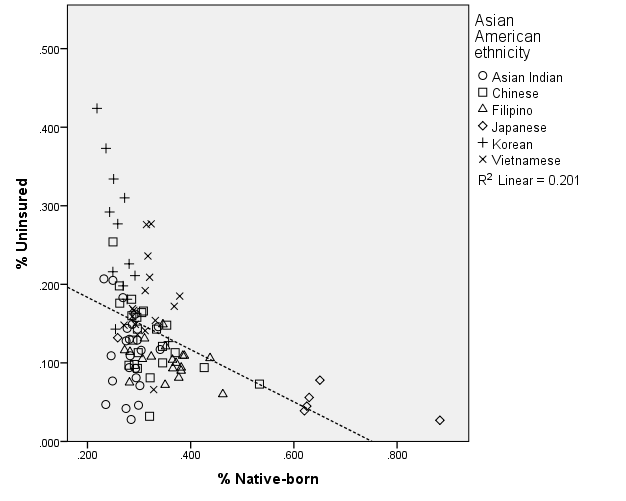 Asian
American
ethnicity
Asian Indian
Chinese
Filipino
Japanese
Korean
Vietnamese
R2 Linear = 0.201
.500
.400
.300
.200
.100
.000
% Uninsured
.200 .400 .600 .800
% Native-born